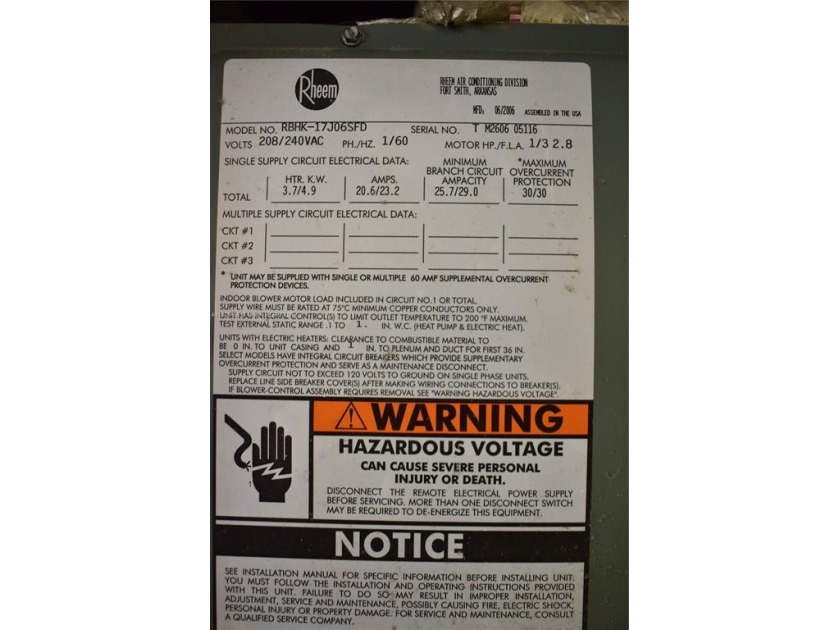 Rheem
RHEEM AIR CONDITIONING DIVISION
FORT SMITH, ARKANSAS
MFD. 06/2006 ASSEMBLED IN THE USA
MODEL NO. RBHK-17J06SFD SERIAL NO. T M2606 05116
VOLTS 208/240VAC PH./HZ. 1/60 MOTOR HP./F.L.A. 1/3 2.8
SINGLE SUPPLY CIRCUIT ELECTRICAL DATA:
MINIMUM BRANCH CIRCUIT AMPACITY
*MAXIMUM OVERCURRENT PROTECTION
HTR. K.W. AMPS.
TOTAL 3.7/4.9 20.6/23.2 25.7/29.0 30/30
MULTIPLE SUPPLY CIRCUIT ELECTRICAL DATA:
CKT #1
CKT #2
CKT #3
* UNIT MAY BE SUPPLIED WITH SINGLE OR MULTIPLE 60 AMP SUPPLEMENTAL OVERCURRENT
PROTECTION DEVICES.
INDOOR BLOWER MOTOR LOAD INCLUDED IN CIRCUIT NO.1 OR TOTAL.
SUPPLY WIRE MUST BE RATED AT 75°C MINIMUM COPPER CONDUCTORS ONLY.
UNIT HAS INTEGRAL CONTROL(S) TO LIMIT OUTLET TEMPERATURE TO 200 °F MAXIMUM.
TEST EXTERNAL STATIC RANGE .1 TO 1. IN. W.C. (HEAT PUMP & ELECTRIC HEAT).
UNITS WITH ELECTRIC HEATERS: CLEARANCE TO COMBUSTIBLE MATERIAL TO
BE 0 IN. TO UNIT CASING AND 1 IN. TO PLENUM AND DUCT FOR FIRST 36 IN.
SELECT MODELS HAVE INTEGRAL CIRCUIT BREAKERS WHICH PROVIDE SUPPLEMENTARY
OVERCURRENT PROTECTION AND SERVE AS A MAINTENANCE DISCONNECT.
SUPPLY CIRCUIT NOT TO EXCEED 120 VOLTS TO GROUND ON SINGLE PHASE UNITS.
REPLACE LINE SIDE BREAKER COVER(S) AFTER MAKING WIRING CONNECTIONS TO BREAKER(S).
IF BLOWER-CONTROL ASSEMBLY REQUIRES REMOVAL SEE "WARNING HAZARDOUS VOLTAGE".
WARNING
HAZARDOUS VOLTAGE
CAN CAUSE SEVERE PERSONAL
INJURY OR DEATH.
DISCONNECT THE REMOTE ELECTRICAL POWER SUPPLY
BEFORE SERVICING. MORE THAN ONE DISCONNECT SWITCH
MAY BE REQUIRED TO DE-ENERGIZE THIS EQUIPMENT.
NOTICE
SEE INSTALLATION MANUAL FOR SPECIFIC INFORMATION BEFORE INSTALLING UNIT.
YOU MUST FOLLOW THE INSTALLATION AND OPERATING INSTRUCTIONS PROVIDED
WITH THIS UNIT. FAILURE TO DO SO MAY RESULT IN IMPROPER INSTALLATION,
ADJUSTMENT, SERVICE AND MAINTENANCE, POSSIBLY CAUSING FIRE, ELECTRIC SHOCK,
PERSONAL INJURY OR PROPERTY DAMAGE. FOR SERVICE AND MAINTENANCE, CONSULT
A QUALIFIED SERVICE COMPANY.